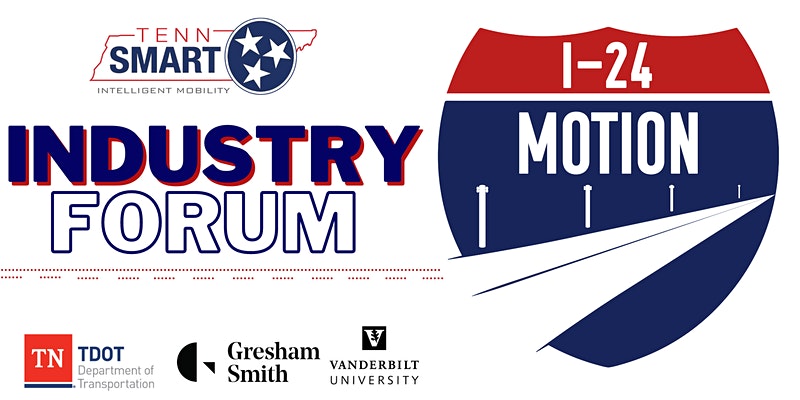 TENN
SMART
INTELLIGENT MOBILITY
INDUSTRY
FORUM
I-24
MOTION
TN
TDOT
Department of
Transportation
Gresham
Smith
V
VANDERBILT
UNIVERSITY